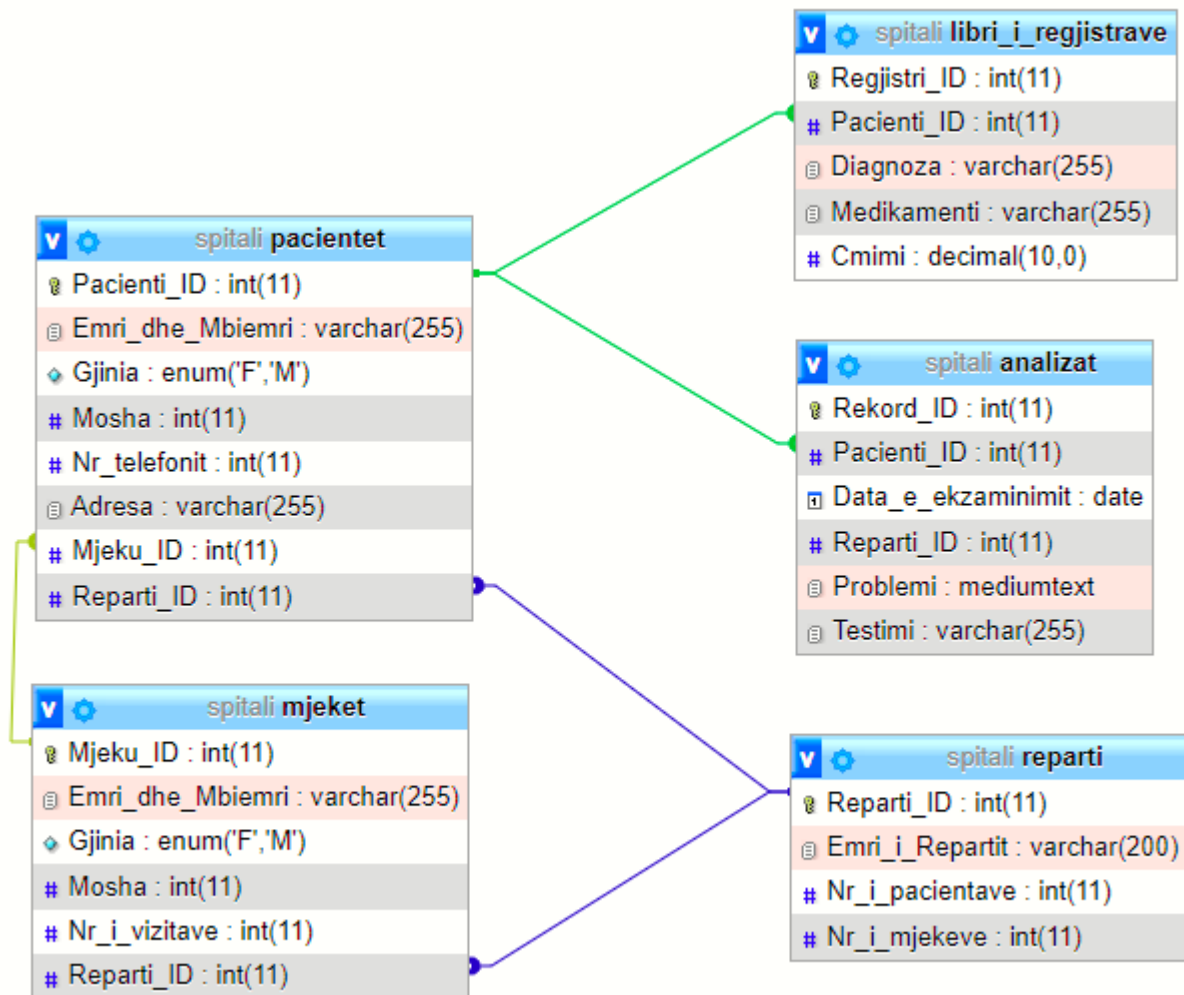 spitali libri_i_regjistrave
Regjistri_ID : int(11)
# Pacienti_ID : int(11)
Diagnoza : varchar(255)
Medikamenti : varchar(255)
# Cmimi : decimal(10,0)
spitali pacientet
Pacienti_ID : int(11)
Emri_dhe_Mbiemri : varchar(255)
Gjinia : enum('F','M')
# Mosha : int(11)
# Nr_telefonit : int(11)
Adresa : varchar(255)
# Mjeku_ID : int(11)
# Reparti_ID : int(11)
spitali analizat
Rekord_ID : int(11)
# Pacienti_ID : int(11)
Data_e_ekzaminimit : date
# Reparti_ID : int(11)
Problemi : mediumtext
Testimi : varchar(255)
spitali mjeket
Mjeku_ID : int(11)
Emri_dhe_Mbiemri : varchar(255)
Gjinia : enum('F','M')
# Mosha : int(11)
# Nr_i_vizitave : int(11)
# Reparti_ID : int(11)
spitali reparti
Reparti_ID : int(11)
Emri_i_Repartit : varchar(200)
# Nr_i_pacientave : int(11)
# Nr_i_mjekeve : int(11)